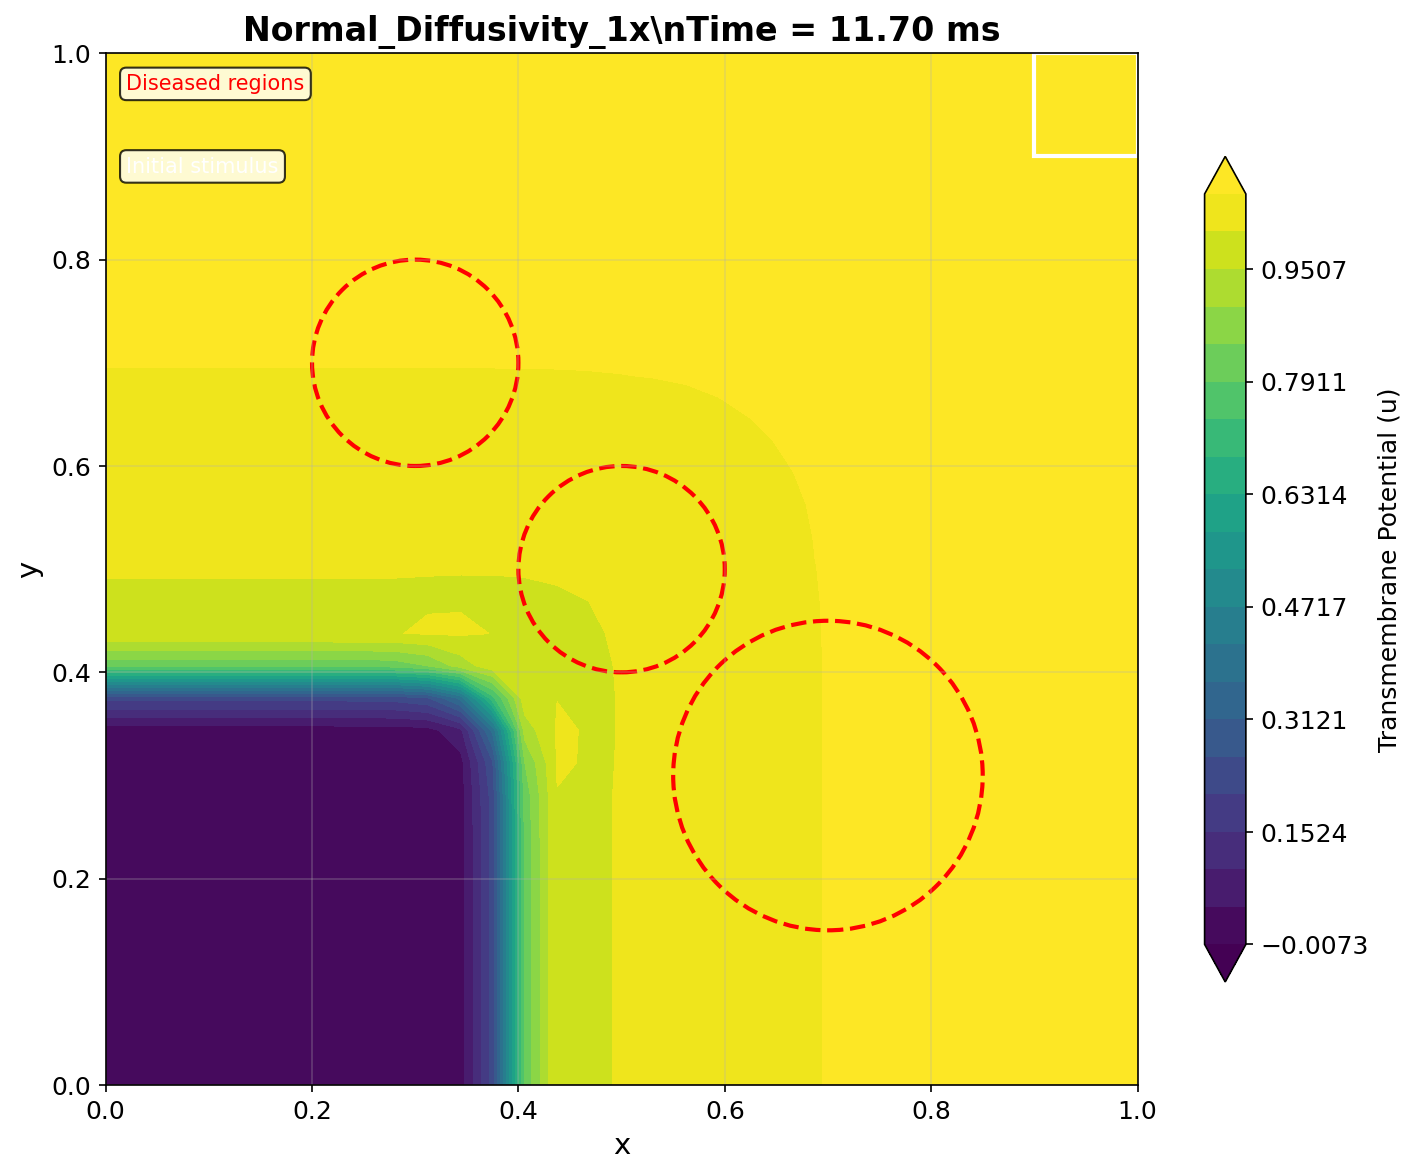 Normal_Diffusivity_1x\nTime = 11.70 ms
1.0
Diseased regions
Initial stimulus
0.8
0.6
0.4
0.2
0.0
y
0.0 0.2 0.4 0.6 0.8 1.0
x
0.9507
0.7911
0.6314
0.4717
0.3121
0.1524
−0.0073
Transmembrane Potential (u)